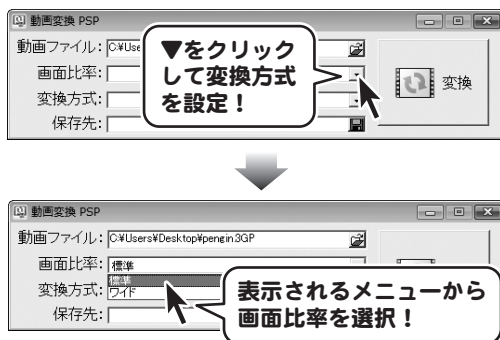 動画変換 PSP
動画ファイル: C:¥Use
画面比率:
変換方式:
保存先:
変換
▼をクリック
して変換方式
を設定!
動画変換 PSP
動画ファイル: C:¥Users¥Desktop¥pengin.3GP
画面比率: 標準
標準
変換方式: ワイド
保存先:
表示されるメニューから
画面比率を選択!